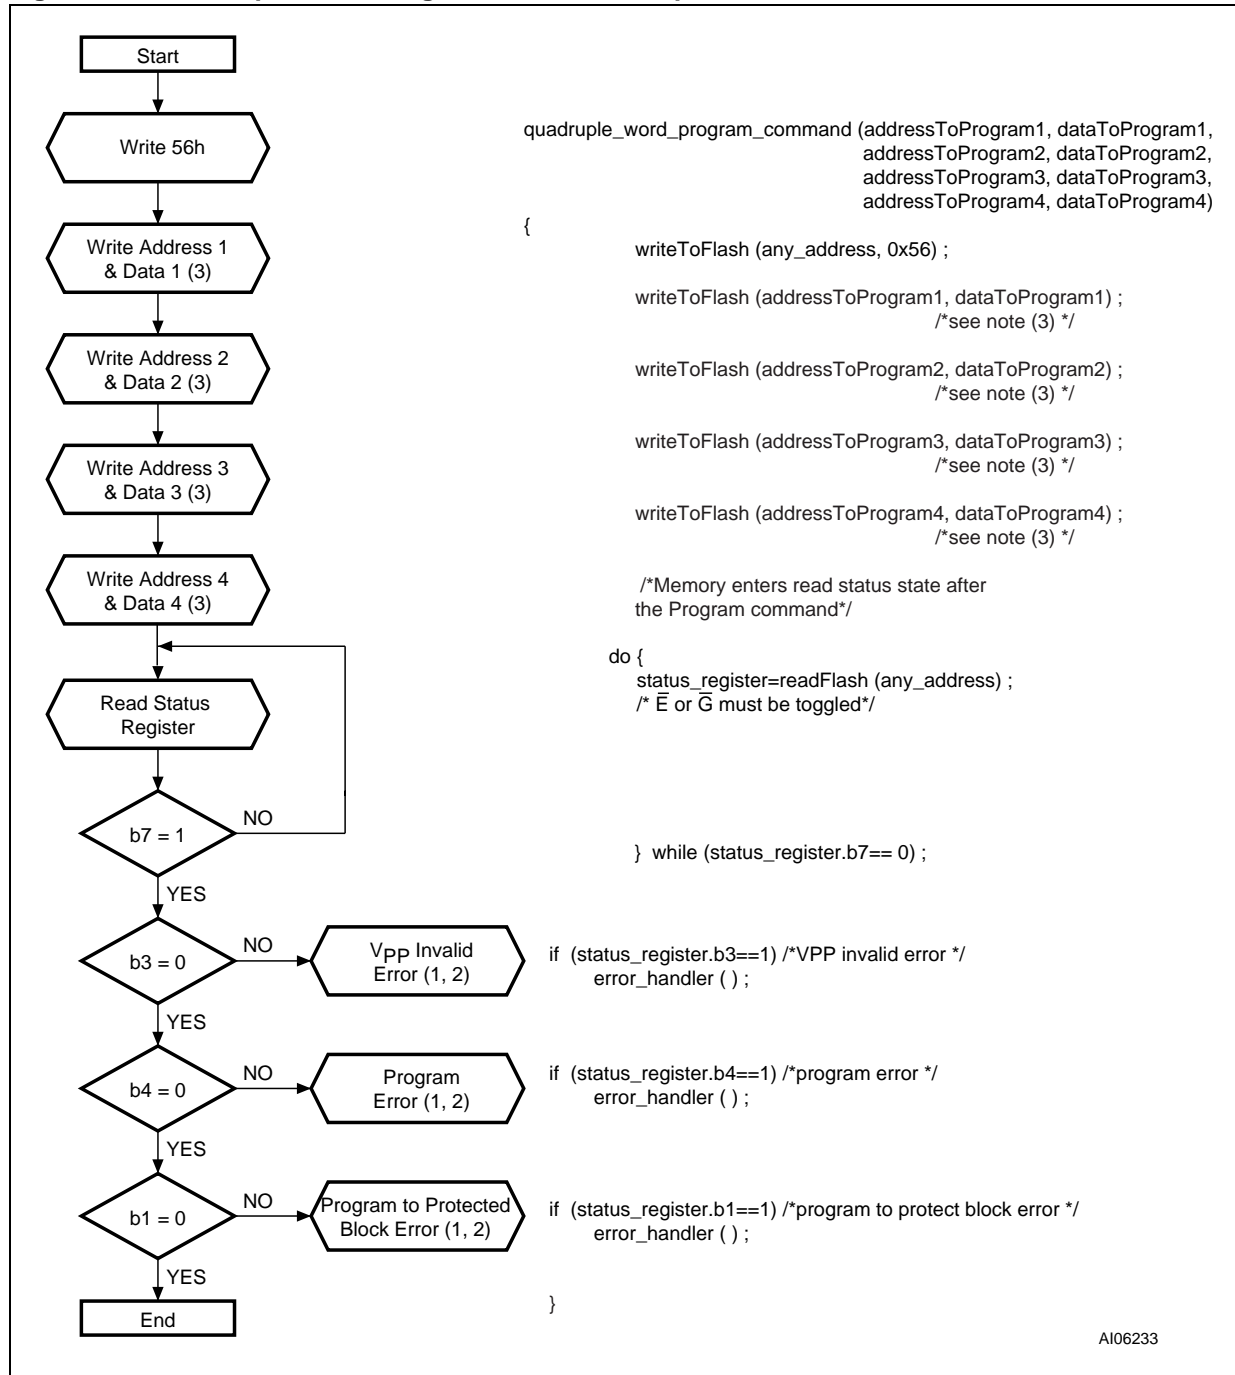 Start
Write 56h
Write Address 1
& Data 1 (3)
Write Address 2
& Data 2 (3)
Write Address 3
& Data 3 (3)
Write Address 4
& Data 4 (3)
Read Status
Register
b7 = 1
NO
YES
b3 = 0
NO
VPP Invalid
Error (1, 2)
YES
b4 = 0
NO
Program
Error (1, 2)
YES
b1 = 0
NO
Program to Protected
Block Error (1, 2)
YES
End
quadruple_word_program_command (addressToProgram1, dataToProgram1,
addressToProgram2, dataToProgram2,
addressToProgram3, dataToProgram3,
addressToProgram4, dataToProgram4)
{
writeToFlash (any_address, 0x56) ;
writeToFlash (addressToProgram1, dataToProgram1) ;
/*see note (3) */
writeToFlash (addressToProgram2, dataToProgram2) ;
/*see note (3) */
writeToFlash (addressToProgram3, dataToProgram3) ;
/*see note (3) */
writeToFlash (addressToProgram4, dataToProgram4) ;
/*see note (3) */
/*Memory enters read status state after
the Program command*/
do {
status_register=readFlash (any_address) ;
/* E̅ or G̅ must be toggled*/
} while (status_register.b7== 0) ;
if (status_register.b3==1) /*VPP invalid error */
error_handler ( ) ;
if (status_register.b4==1) /*program error */
error_handler ( ) ;
if (status_register.b1==1) /*program to protect block error */
error_handler ( ) ;
}
AI06233